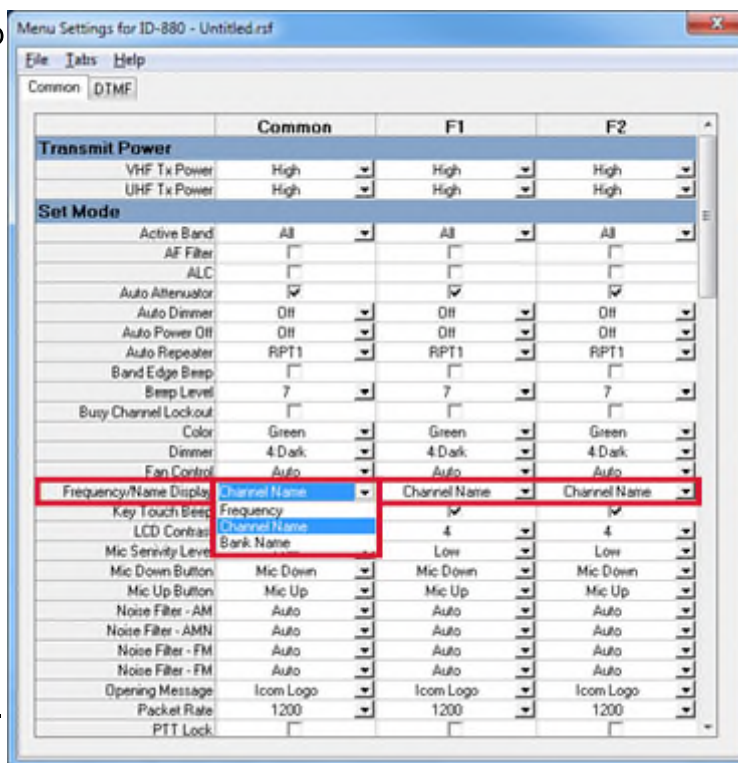 Menu Settings for ID-880 - Untitled.rsf
File Tabs Help
Common DTMF
Common F1 F2
Transmit Power
VHF Tx Power High High High
UHF Tx Power High High High
Set Mode
Active Band All All All
AF Filter
ALC
Auto Attenuator
Auto Dimmer Off Off Off
Auto Power Off Off Off Off
Auto Repeater RPT1 RPT1 RPT1
Band Edge Beep
Beep Level 7 7 7
Busy Channel Lockout
Color Green Green Green
Dimmer 4:Dark 4:Dark 4:Dark
Fan Control Auto Auto Auto
Frequency/Name Display Channel Name Channel Name Channel Name
Key Touch Beep Frequency
LCD Contrast Channel Name 4 4
Bank Name
Mic Senivity Level Low Low
Mic Down Button Mic Down Mic Down Mic Down
Mic Up Button Mic Up Mic Up Mic Up
Noise Filter - AM Auto Auto Auto
Noise Filter - AMN Auto Auto Auto
Noise Filter - FM Auto Auto Auto
Noise Filter - FM Auto Auto Auto
Opening Message Icom Logo Icom Logo Icom Logo
Packet Rate 1200 1200 1200
PTT Lock